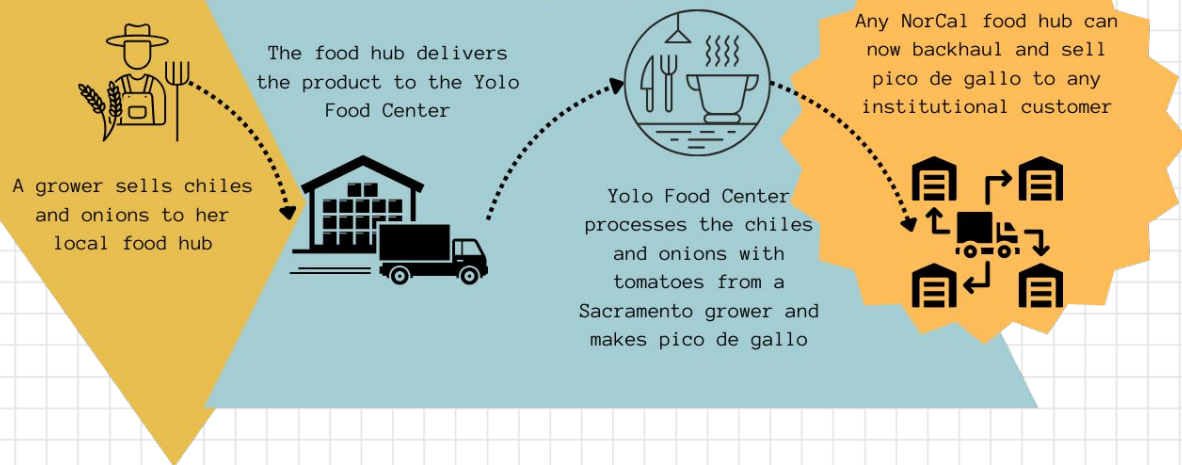 A grower sells chiles
and onions to her
local food hub
The food hub delivers
the product to the Yolo
Food Center
Yolo Food Center
processes the chiles
and onions with
tomatoes from a
Sacramento grower and
makes pico de gallo
Any NorCal food hub can
now backhaul and sell
pico de gallo to any
institutional customer